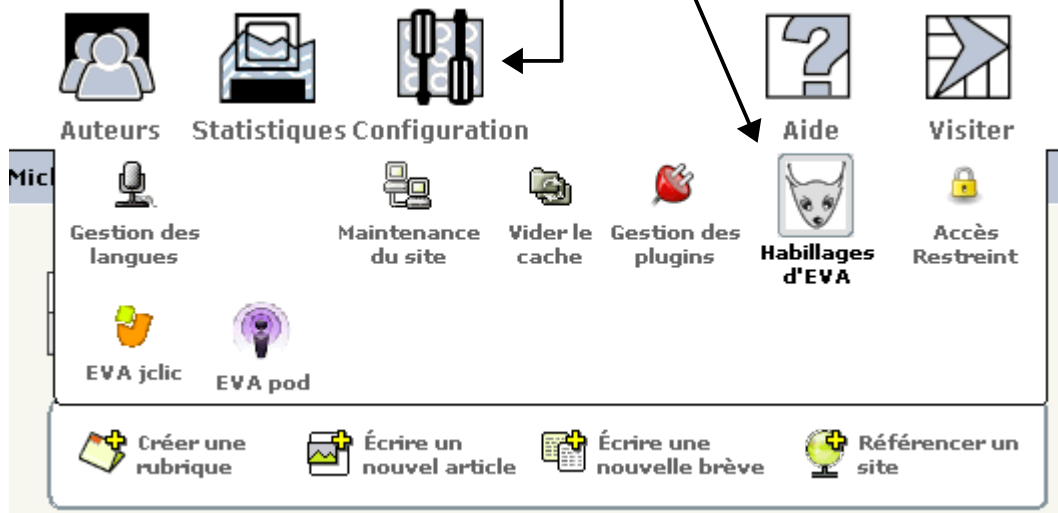 Auteurs Statistiques Configuration Aide Visiter
Gestion des langues
Maintenance du site
Vider le cache
Gestion des plugins
Habillages d'EVA
Accès Restreint
EVA jclic EVA pod
Créer une rubrique
Écrire un nouvel article
Écrire une nouvelle brève
Référencer un site